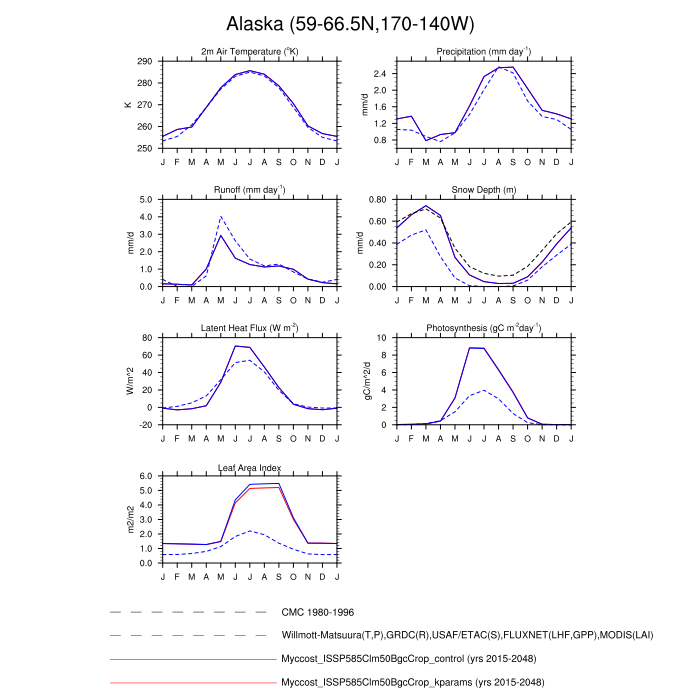 Alaska (59-66.5N,170-140W)
2m Air Temperature (°K)
290
280
270
260
250
K
J F M A M J J A S O N D J
Precipitation (mm day⁻¹)
2.4
2.0
1.6
1.2
0.8
mm/d
J F M A M J J A S O N D J
Runoff (mm day⁻¹)
5.0
4.0
3.0
2.0
1.0
0.0
mm/d
J F M A M J J A S O N D J
Snow Depth (m)
0.80
0.60
0.40
0.20
0.00
mm/d
J F M A M J J A S O N D J
Latent Heat Flux (W m⁻²)
80
60
40
20
0
-20
W/m^2
J F M A M J J A S O N D J
Photosynthesis (gC m⁻²day⁻¹)
10
8
6
4
2
0
gC/m^2/d
J F M A M J J A S O N D J
Leaf Area Index
6.0
5.0
4.0
3.0
2.0
1.0
0.0
m2/m2
J F M A M J J A S O N D J
CMC 1980-1996
Willmott-Matsuura(T,P),GRDC(R),USAF/ETAC(S),FLUXNET(LHF,GPP),MODIS(LAI)
Myccost_ISSP585Clm50BgcCrop_control (yrs 2015-2048)
Myccost_ISSP585Clm50BgcCrop_kparams (yrs 2015-2048)